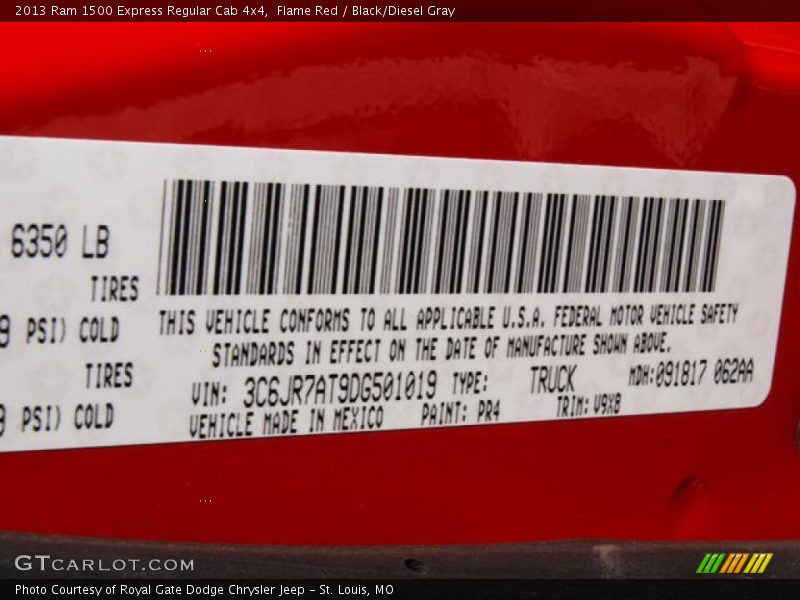 2013 Ram 1500 Express Regular Cab 4x4,  Flame Red / Black/Diesel Gray
6350 LB
TIRES
9 PSI) COLD
TIRES
9 PSI) COLD
THIS VEHICLE CONFORMS TO ALL APPLICABLE U.S.A. FEDERAL MOTOR VEHICLE SAFETY
STANDARDS IN EFFECT ON THE DATE OF MANUFACTURE SHOWN ABOVE.
VIN: 3C6JR7AT9DG501019 TYPE: TRUCK MDH:091817 062AA
VEHICLE MADE IN MEXICO PAINT: PR4 TRIM: V9X8
GTCARLOT.COM
Photo Courtesy of Royal Gate Dodge Chrysler Jeep - St. Louis, MO